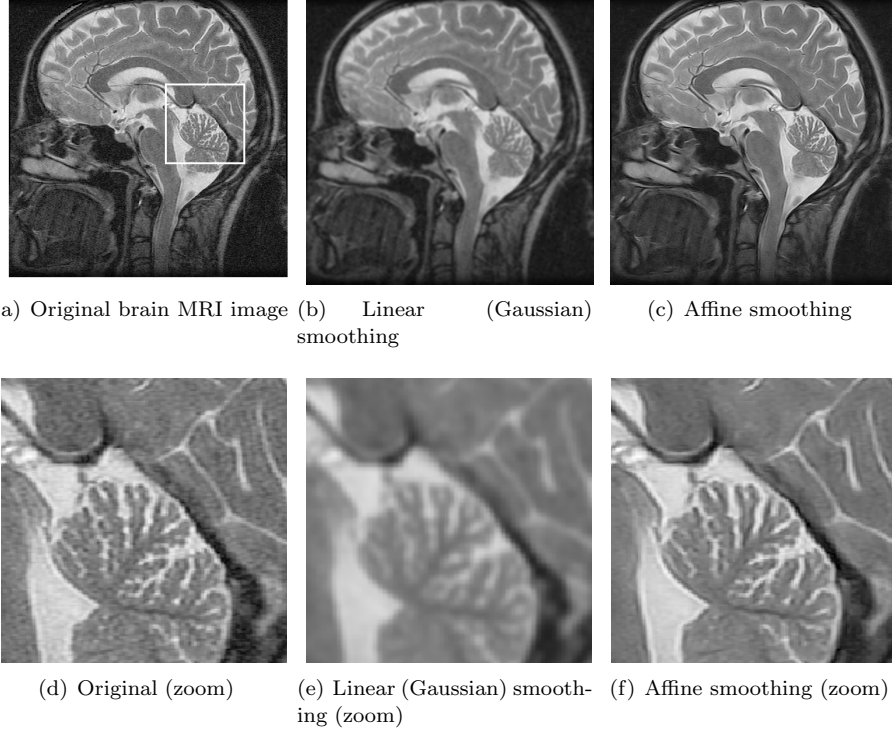 a) Original brain MRI image
(b) Linear (Gaussian)
smoothing
(c) Affine smoothing
(d) Original (zoom)
(e) Linear (Gaussian) smooth-
ing (zoom)
(f) Affine smoothing (zoom)